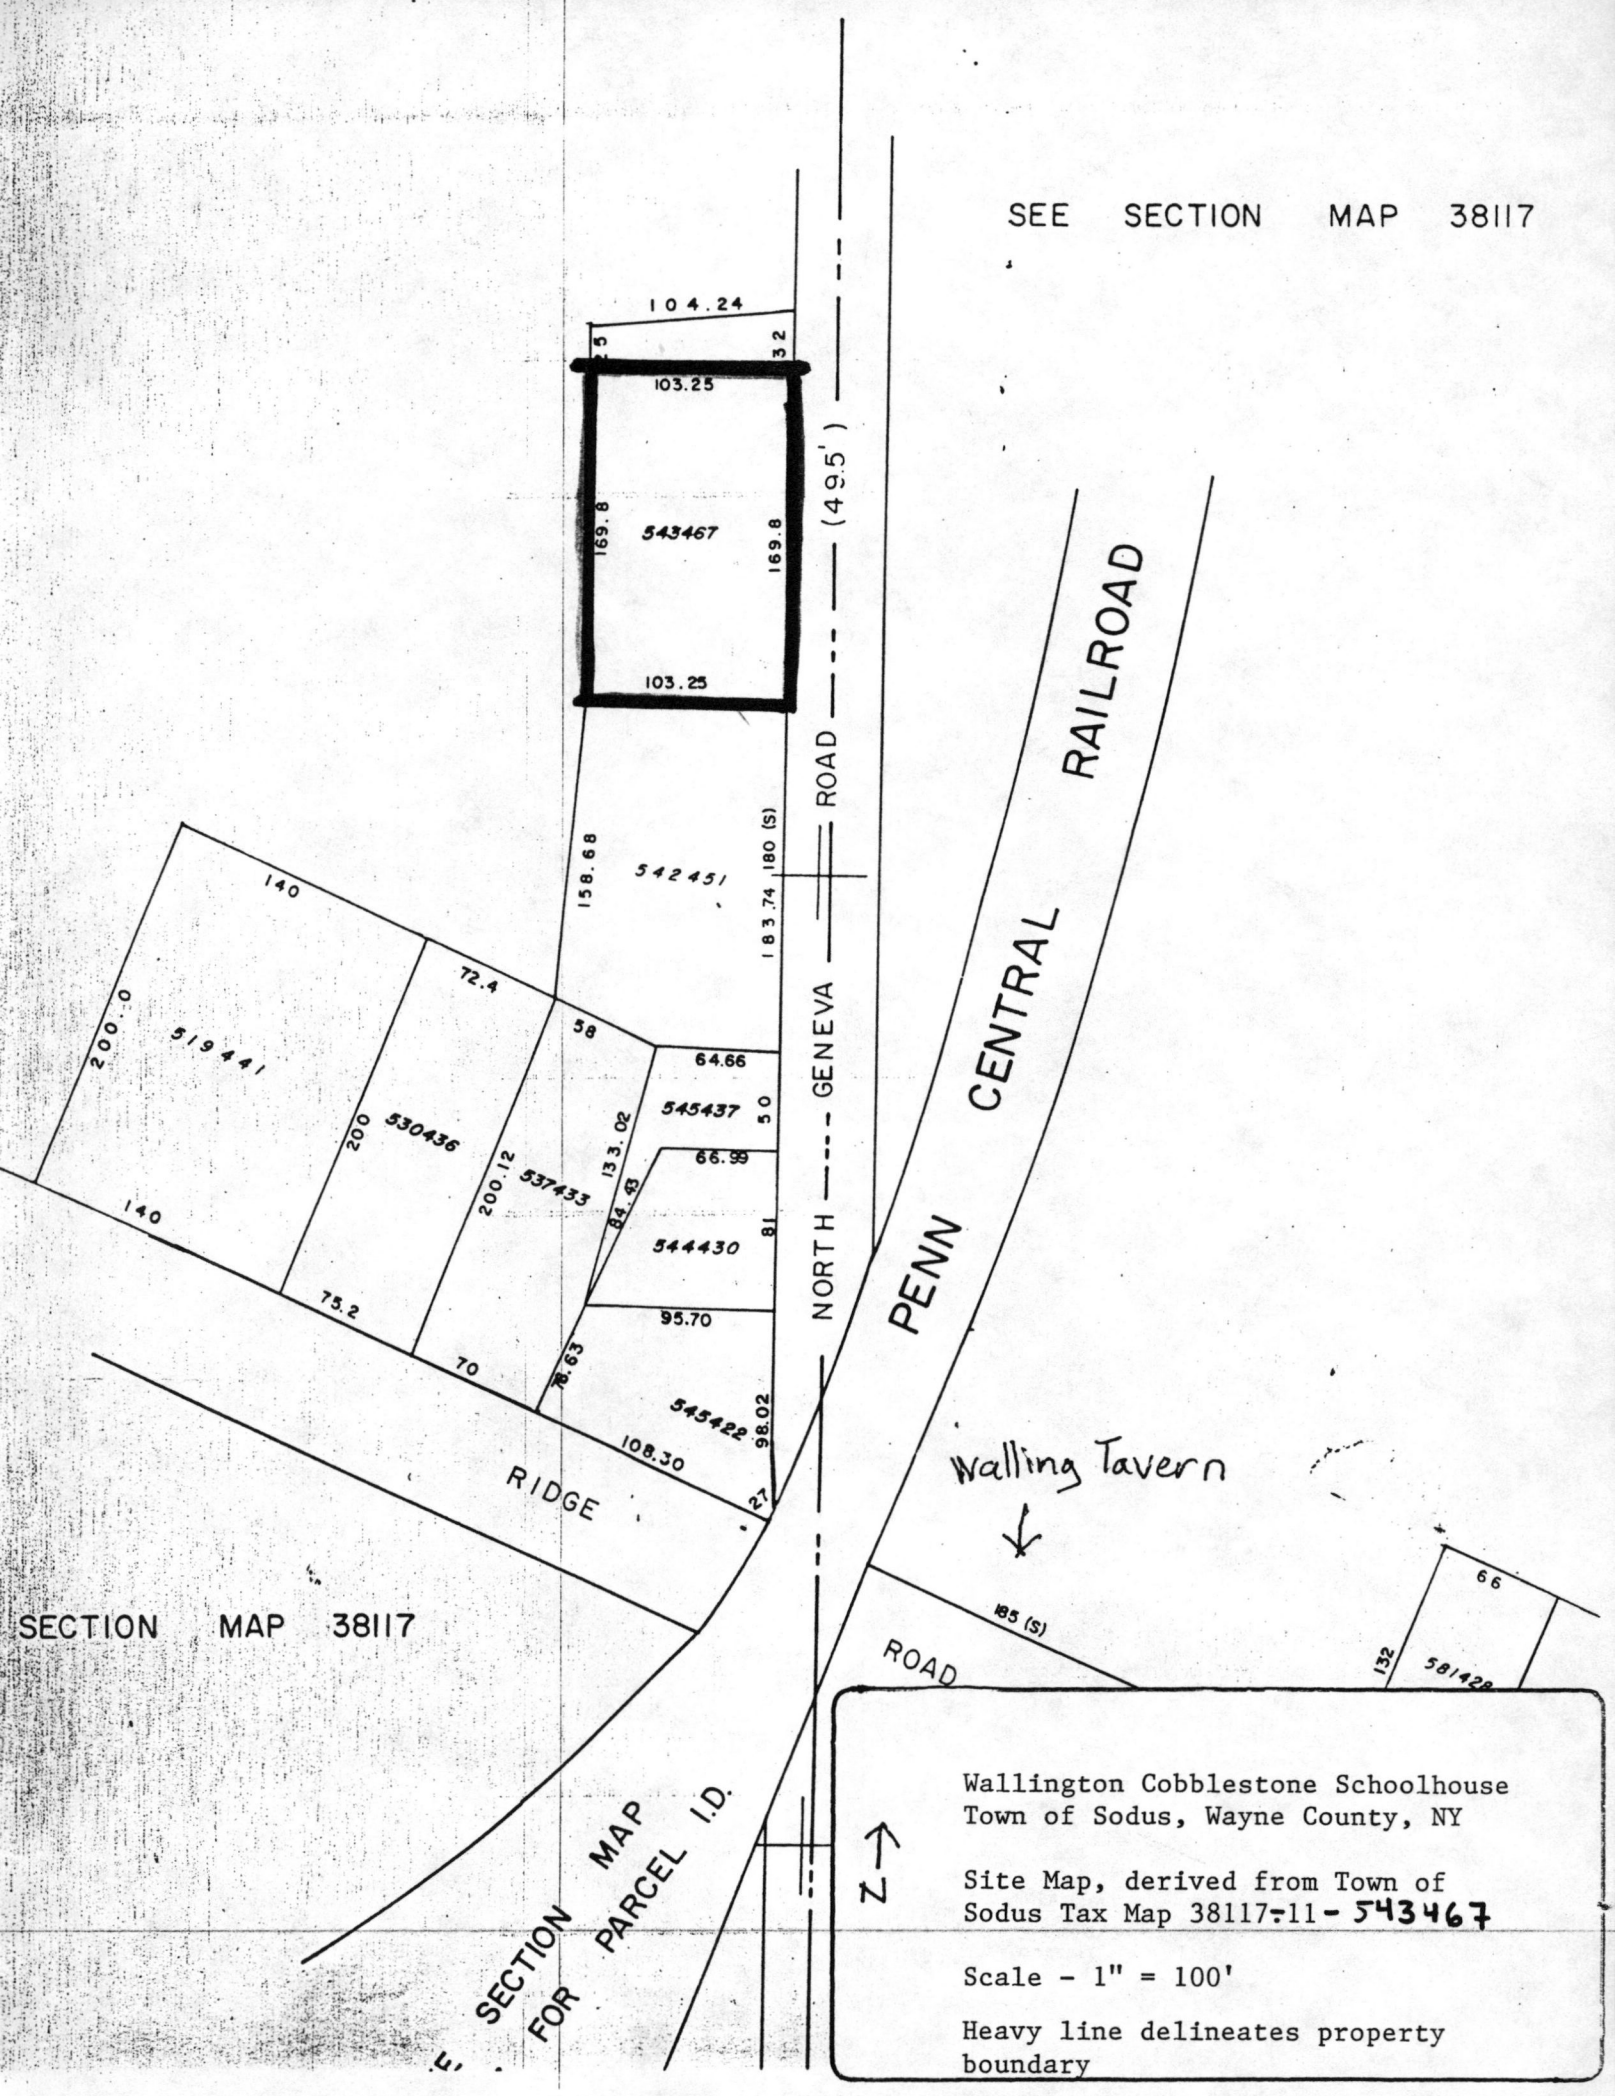 SEE SECTION MAP 38117
104.24
25
32
103.25
169.8
543467
169.8
103.25
(49.5')
NORTH GENEVA ROAD
PENN CENTRAL RAILROAD
158.68
542451
183.74 180 (S)
140
72.4
58
64.66
200.0
519441
200
530436
200.12
537433
133.02
545437
50
66.99
84.43
544430
81
140
75.2
70
95.70
78.63
545422
98.02
108.30
27
RIDGE
Walling Tavern
185 (S)
ROAD
66
132
581428
SECTION MAP 38117
SECTION MAP
FOR PARCEL I.D.
N
Wallington Cobblestone Schoolhouse
Town of Sodus, Wayne County, NY
Site Map, derived from Town of
Sodus Tax Map 38117-11-543467
Scale - 1" = 100'
Heavy line delineates property
boundary